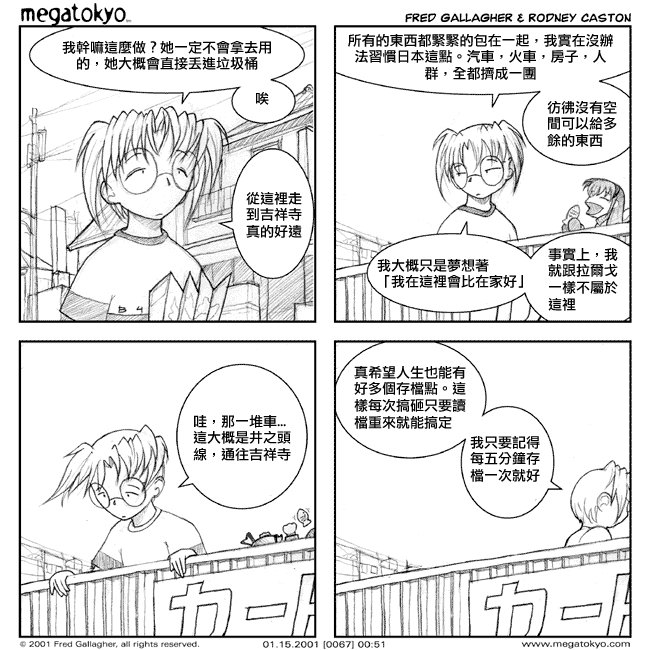 megatokyo™
FRED GALLAGHER & RODNEY CASTON
我幹嘛這麼做？她一定不會拿去用
的，她大概會直接丟進垃圾桶
唉
從這裡走
到吉祥寺
真的好遠
B 4
所有的東西都緊緊的包在一起，我實在沒辦
法習慣日本這點。汽車，火車，房子，人
群，全都擠成一團
彷彿沒有空
間可以給多
餘的東西
我大概只是夢想著
「我在這裡會比在家好」
事實上，我
就跟拉爾戈
一樣不屬於
這裡
哇，那一堆車...
這大概是井之頭
線，通往吉祥寺
カート
真希望人生也能有
好多個存檔點。這
樣每次搞砸只要讀
檔重來就能搞定
我只要記得
每五分鐘存
檔一次就好
カート
© 2001 Fred Gallagher, all rights reserved.
01.15.2001 [0067] 00:51
www.megatokyo.com